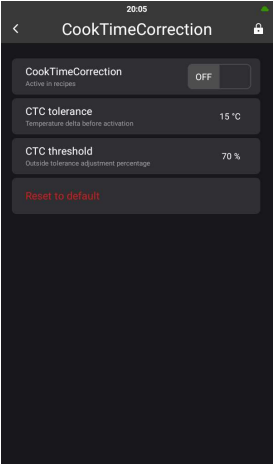 20:05
CookTimeCorrection
CookTimeCorrection
Active in recipes
OFF
CTC tolerance
Temperature delta before activation
15 °C
CTC threshold
Outside tolerance adjustment percentage
70 %
Reset to default